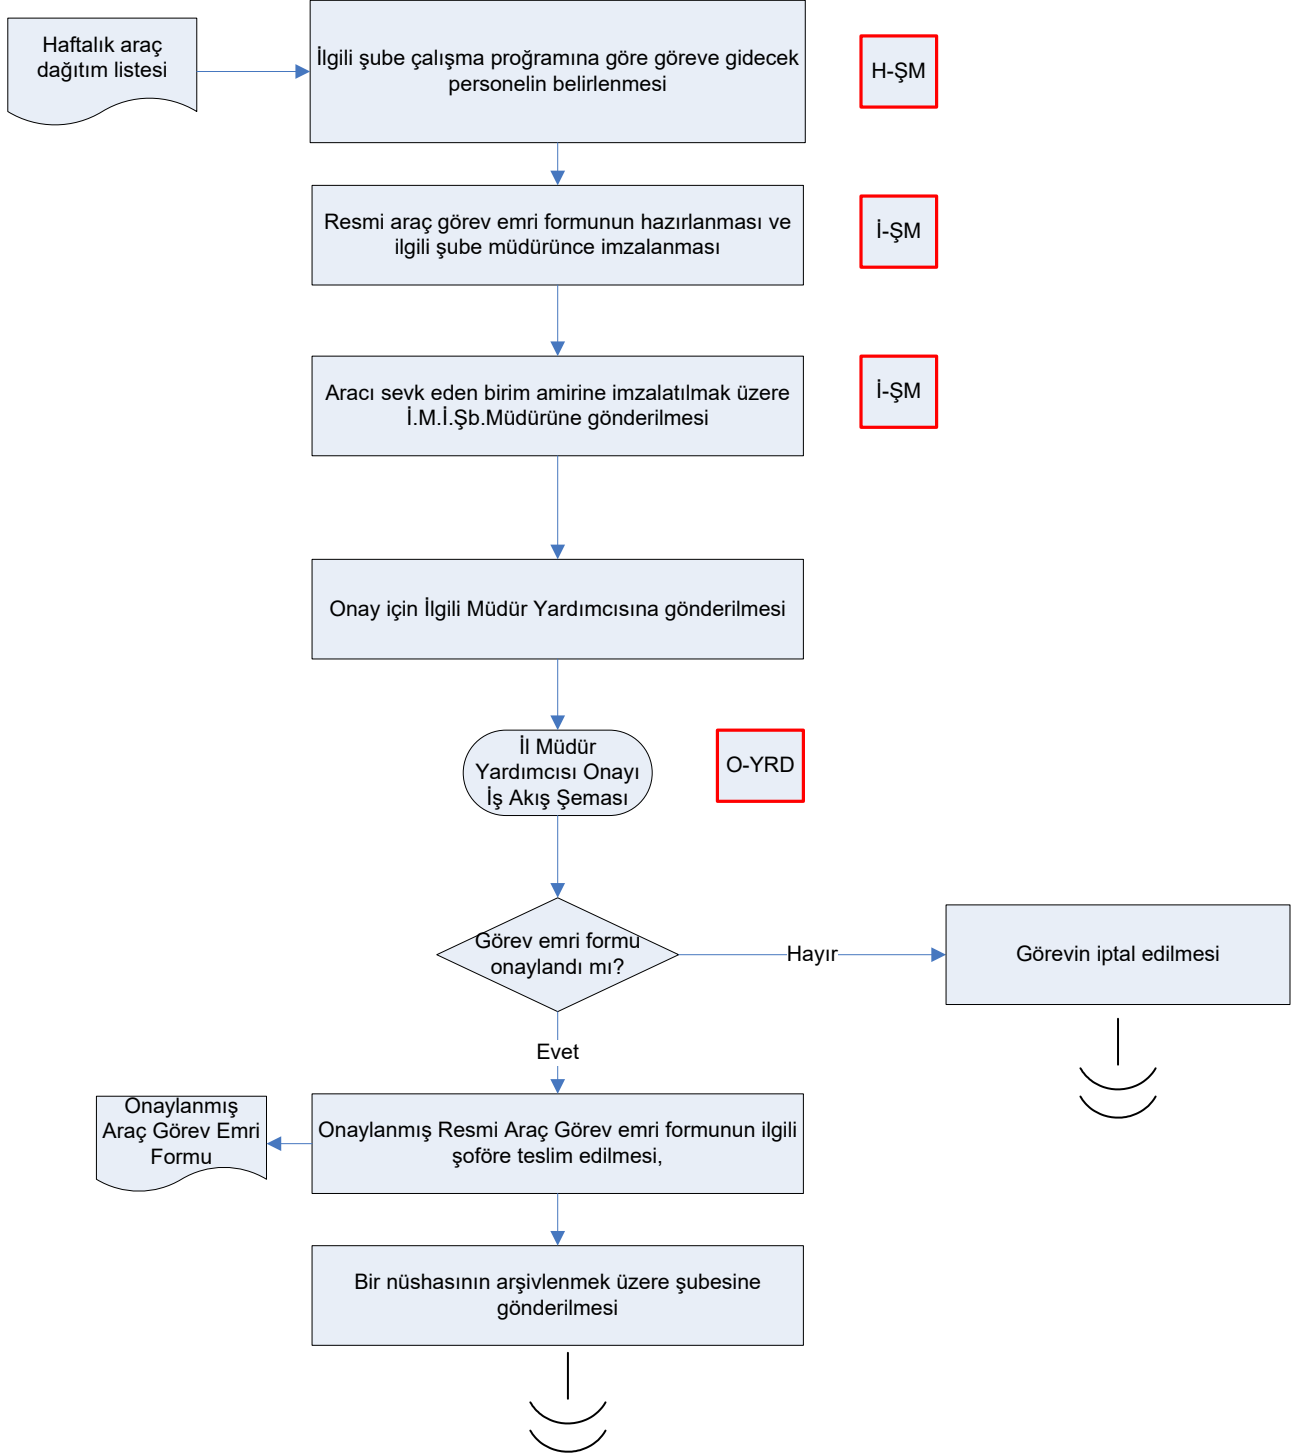 Haftalık araç
dağıtım listesi
İlgili şube çalışma proğramına göre göreve gidecek
personelin belirlenmesi
H-ŞM
Resmi araç görev emri formunun hazırlanması ve
ilgili şube müdürünce imzalanması
İ-ŞM
Aracı sevk eden birim amirine imzalatılmak üzere
İ.M.İ.Şb.Müdürüne gönderilmesi
İ-ŞM
Onay için İlgili Müdür Yardımcısına gönderilmesi
İl Müdür
Yardımcısı Onayı
İş Akış Şeması
O-YRD
Görev emri formu
onaylandı mı?
Hayır
Görevin iptal edilmesi
Evet
Onaylanmış
Araç Görev Emri
Formu
Onaylanmış Resmi Araç Görev emri formunun ilgili
şoföre teslim edilmesi,
Bir nüshasının arşivlenmek üzere şubesine
gönderilmesi